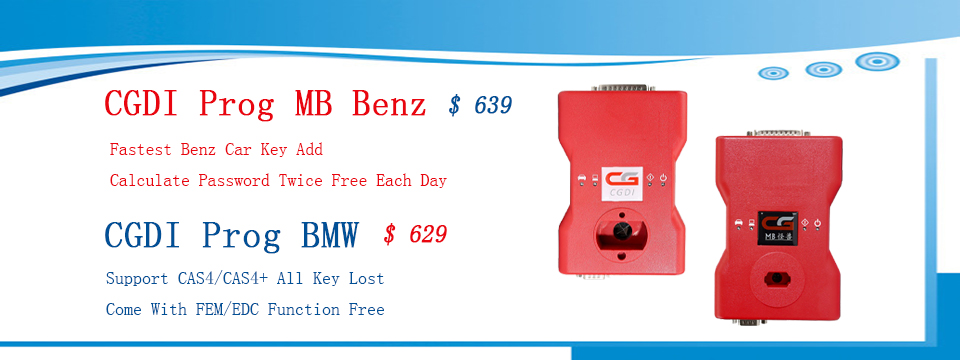 CGDI Prog MB Benz $ 639
Fastest Benz Car Key Add
Calculate Password Twice Free Each Day
CGDI Prog BMW $ 629
Support CAS4/CAS4+ All Key Lost
Come With FEM/EDC Function Free
CG
CGDI
CG
MB